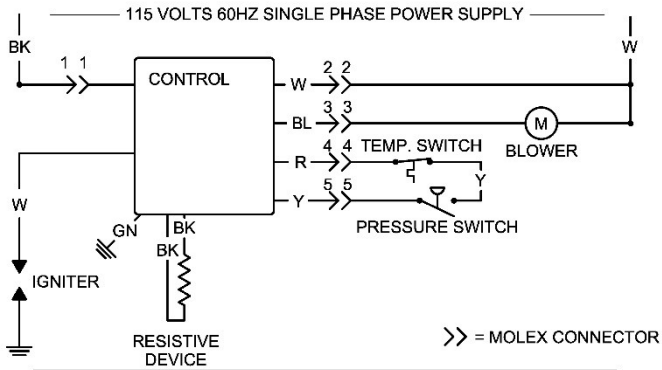 115 VOLTS 60HZ SINGLE PHASE POWER SUPPLY
BK
W
1 1
CONTROL
W
2 2
BL
3 3
M
BLOWER
R
4 4
TEMP. SWITCH
Y
Y
5 5
PRESSURE SWITCH
W
GN
BK
BK
IGNITER
RESISTIVE
DEVICE
= MOLEX CONNECTOR